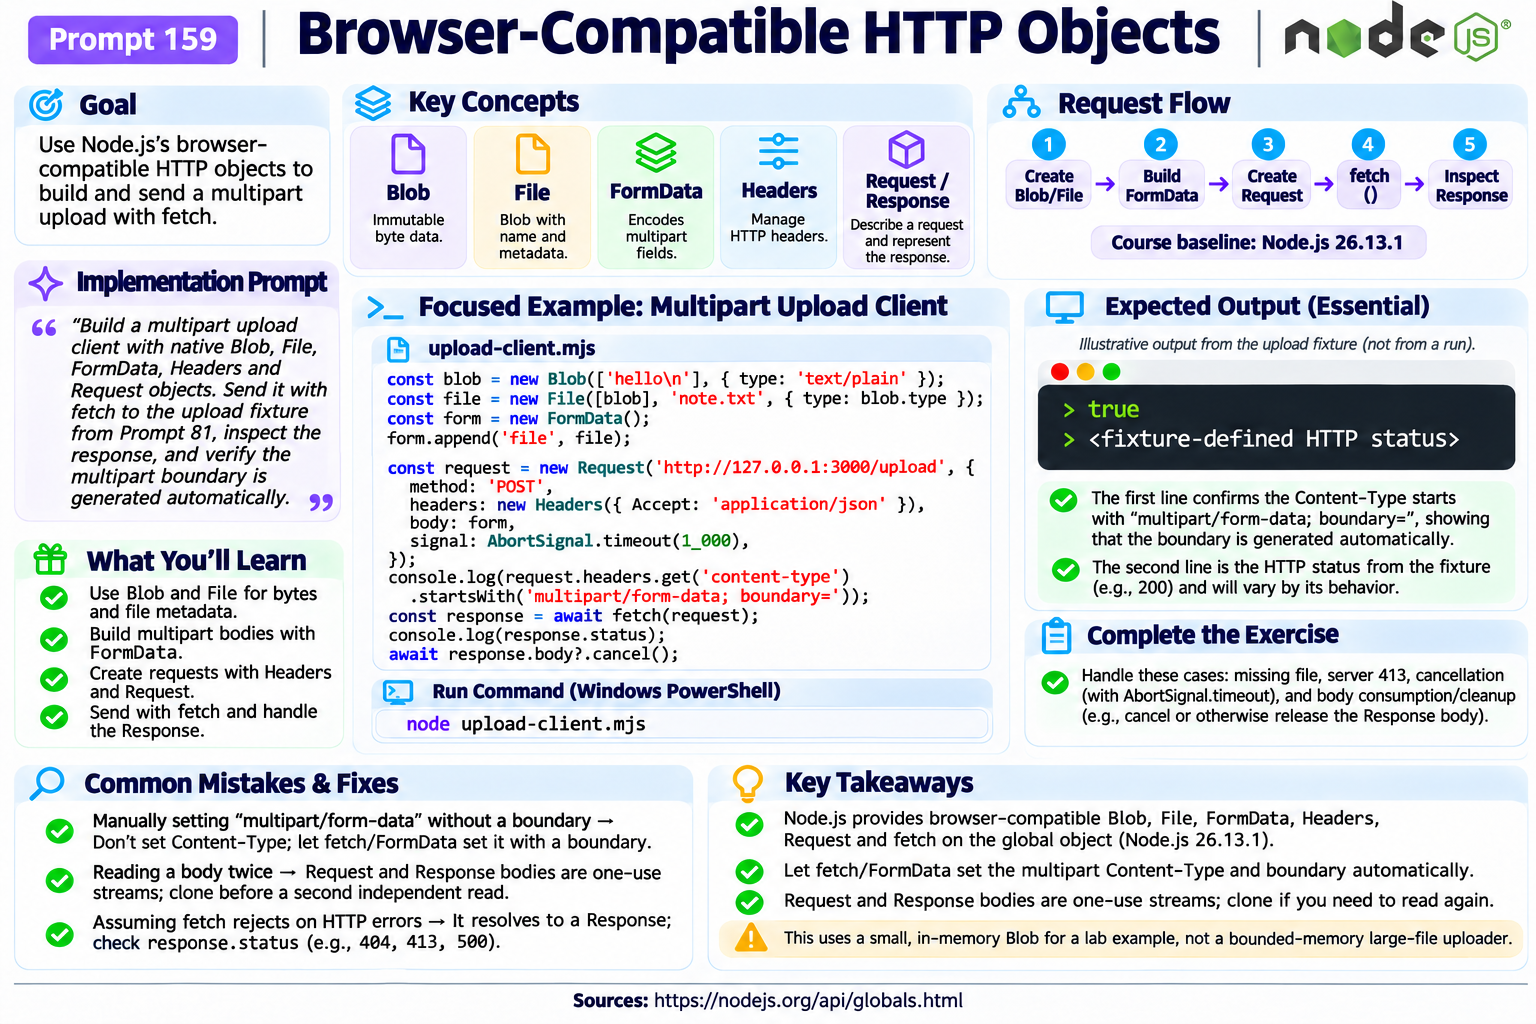 Prompt 159
Browser-Compatible HTTP Objects
node JS®
Goal
Use Node.js's browser-
compatible HTTP objects to
build and send a multipart
upload with fetch.
Key Concepts
Blob
Immutable
byte data.
File
Blob with
name and
metadata.
FormData
Encodes
multipart
fields.
Headers
Manage
HTTP headers.
Request /
Response
Describe a request
and represent
the response.
Request Flow
1
Create
Blob/File
2
Build
FormData
3
Create
Request
4
fetch
()
5
Inspect
Response
Course baseline: Node.js 26.13.1
Implementation Prompt
"Build a multipart upload
client with native Blob, File,
FormData, Headers and
Request objects. Send it with
fetch to the upload fixture
from Prompt 81, inspect the
response, and verify the
multipart boundary is
generated automatically.
”
What You'll Learn
Use Blob and File for bytes
and file metadata.
Build multipart bodies with
FormData.
Create requests with Headers
and Request.
Send with fetch and handle
the Response.
Focused Example: Multipart Upload Client
upload-client.mjs
const blob = new Blob(['hello\n'], { type: 'text/plain' });
const file = new File([blob], 'note.txt', { type: blob.type });
const form = new FormData();
form.append('file', file);
const request = new Request('http://127.0.0.1:3000/upload', {
method: 'POST',
headers: new Headers({ Accept: 'application/json' }),
body: form,
signal: AbortSignal.timeout(1_000),
});
console.log(request.headers.get('content-type')
.startsWith('multipart/form-data; boundary='));
const response = await fetch(request);
console.log(response.status);
await response.body?.cancel();
Run Command (Windows PowerShell)
node upload-client.mjs
Expected Output (Essential)
Illustrative output from the upload fixture (not from a run).
> true
> <fixture-defined HTTP status>
The first line confirms the Content-Type starts
with "multipart/form-data; boundary=", showing
that the boundary is generated automatically.
The second line is the HTTP status from the fixture
(e.g., 200) and will vary by its behavior.
Complete the Exercise
Handle these cases: missing file, server 413, cancellation
(with AbortSignal.timeout), and body consumption/cleanup
(e.g., cancel or otherwise release the Response body).
Common Mistakes & Fixes
Manually setting "multipart/form-data" without a boundary →
Don't set Content-Type; let fetch/FormData set it with a boundary.
Reading a body twice → Request and Response bodies are one-use
streams; clone before a second independent read.
Assuming fetch rejects on HTTP errors → It resolves to a Response;
check response.status (e.g., 404, 413, 500).
Key Takeaways
Node.js provides browser-compatible Blob, File, FormData, Headers,
Request and fetch on the global object (Node.js 26.13.1).
Let fetch/FormData set the multipart Content-Type and boundary automatically.
Request and Response bodies are one-use streams; clone if you need to read again.
This uses a small, in-memory Blob for a lab example, not a bounded-memory large-file uploader.
Sources: https://nodejs.org/api/globals.html